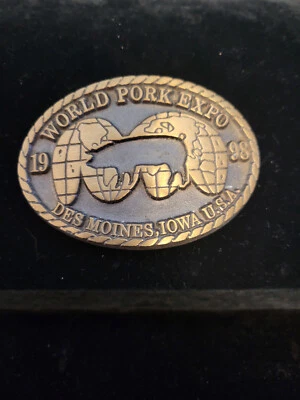 WORLD PORK EXPO
19 98
DES MOINES, IOWA U.S.A.